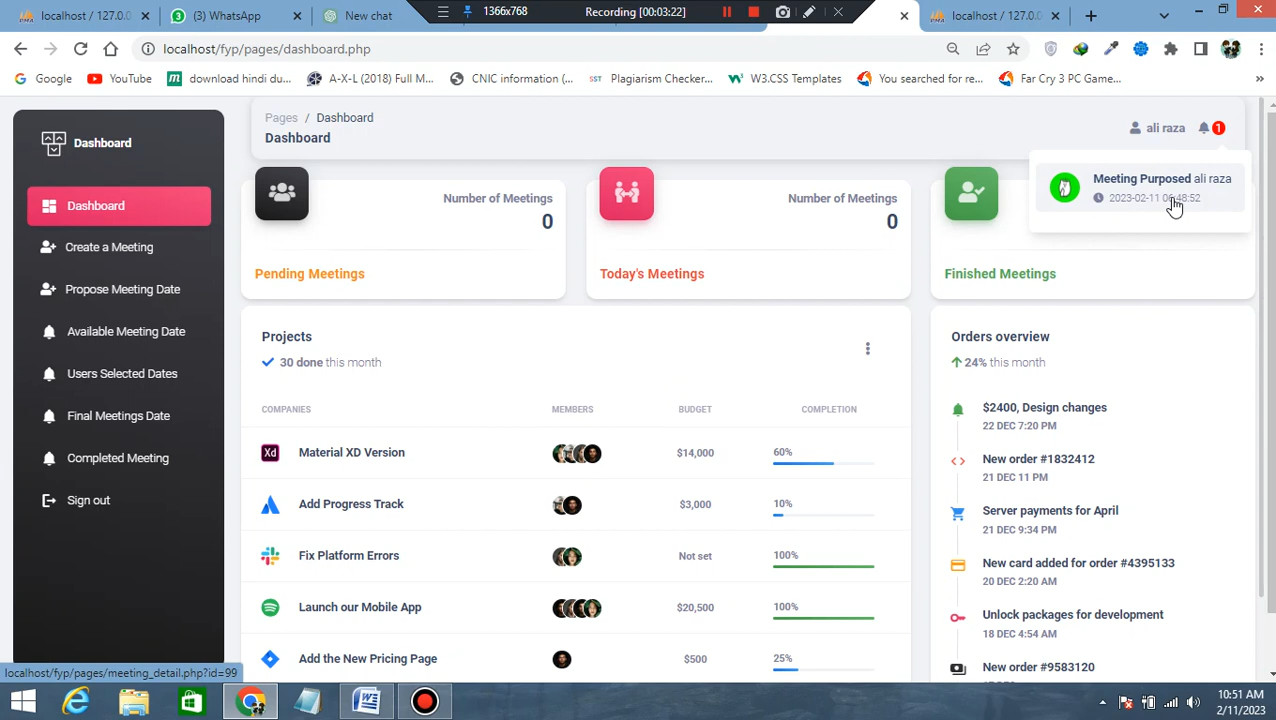 localhost / 127.0.0
(3) WhatsApp
New chat
1366x768
Recording [00:03:22]
localhost / 127.0.0
localhost/fyp/pages/dashboard.php
Google
YouTube
download hindi du...
A-X-L (2018) Full M...
CNIC information (...
SST
Plagiarism Checker...
W3.CSS Templates
You searched for re...
Far Cry 3 PC Game...
»
Dashboard
Dashboard
Create a Meeting
Propose Meeting Date
Available Meeting Date
Users Selected Dates
Final Meetings Date
Completed Meeting
Sign out
Pages / Dashboard
Dashboard
ali raza
1
Meeting Purposed ali raza
2023-02-11 06:48:52
Number of Meetings
0
Pending Meetings
Number of Meetings
0
Today's Meetings
Finished Meetings
Projects
30 done this month
COMPANIES MEMBERS BUDGET COMPLETION
Xd Material XD Version $14,000 60%
Add Progress Track $3,000 10%
Fix Platform Errors Not set 100%
Launch our Mobile App $20,500 100%
Add the New Pricing Page $500 25%
Orders overview
24% this month
$2400, Design changes
22 DEC 7:20 PM
New order #1832412
21 DEC 11 PM
Server payments for April
21 DEC 9:34 PM
New card added for order #4395133
20 DEC 2:20 AM
Unlock packages for development
18 DEC 4:54 AM
New order #9583120
localhost/fyp/pages/meeting_detail.php?id=99
10:51 AM
2/11/2023